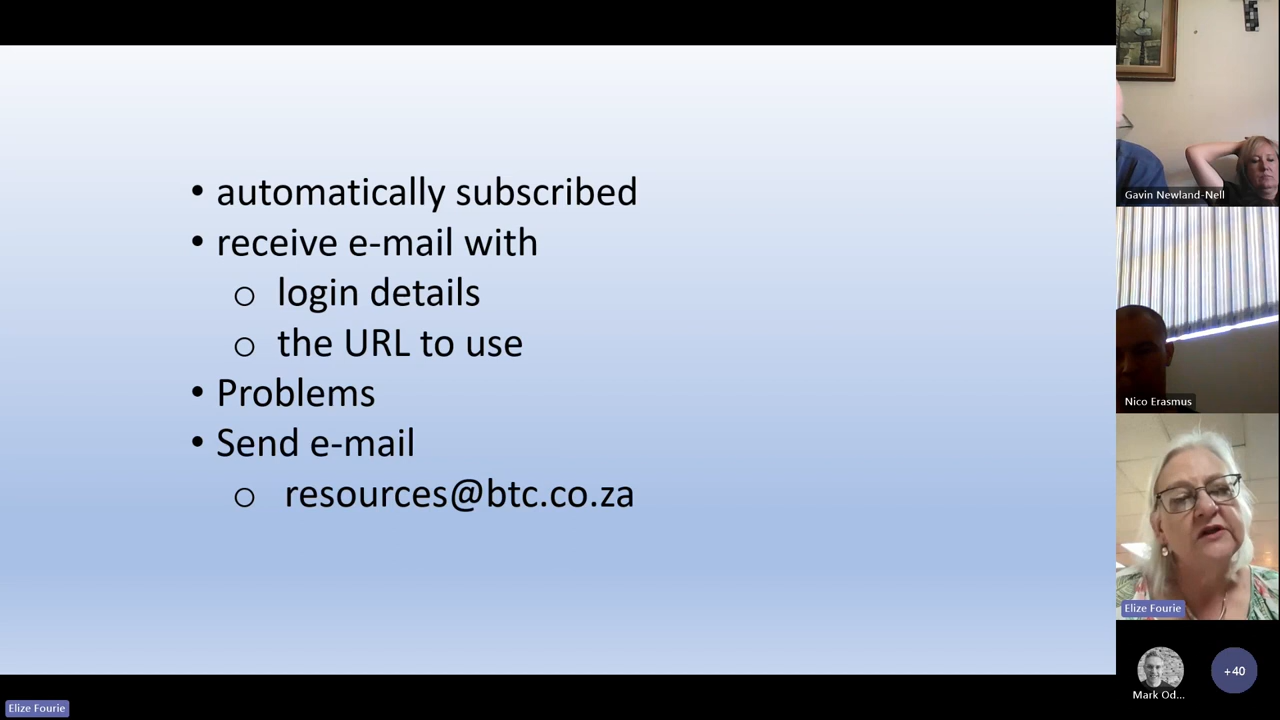 • automatically subscribed
• receive e-mail with
o login details
o the URL to use
• Problems
• Send e-mail
o resources@btc.co.za
Gavin Newland-Nell
Nico Erasmus
Elize Fourie
Mark Od...
+40
Elize Fourie